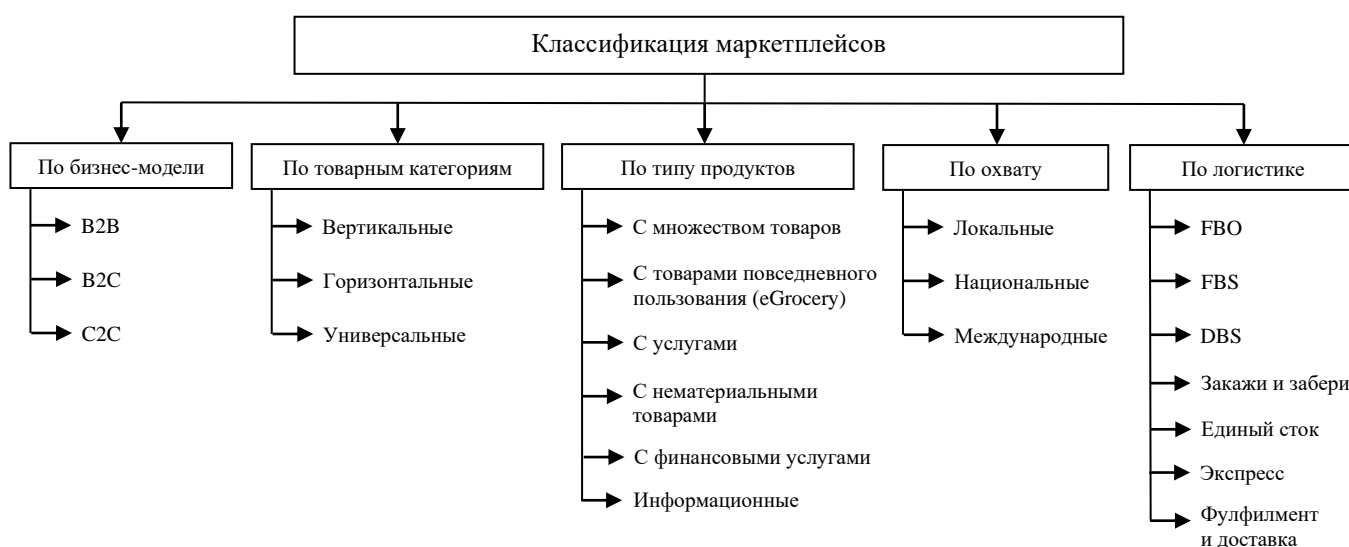 Классификация маркетплейсов
По бизнес-модели
B2B
B2C
C2C
По товарным категориям
Вертикальные
Горизонтальные
Универсальные
По типу продуктов
С множеством товаров
С товарами повседневного
пользования (eGrocery)
С услугами
С нематериальными
товарами
С финансовыми услугами
Информационные
По охвату
Локальные
Национальные
Международные
По логистике
FBO
FBS
DBS
Закажи и забери
Единый сток
Экспресс
Фулфилмент
и доставка